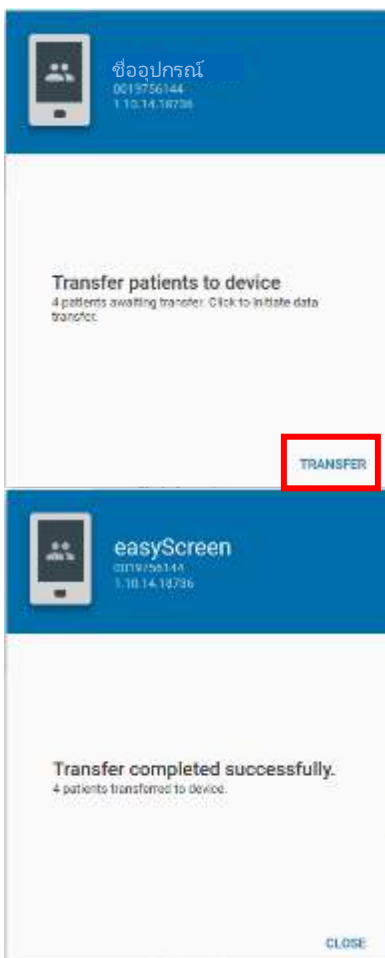 ชื่ออุปกรณ์
0019756144
1.10.14.18736
Transfer patients to device
4 patients awaiting transfer. Click to initiate data
transfer.
TRANSFER
easyScreen
0019756144
1.10.14.18736
Transfer completed successfully.
4 patients transferred to device.
CLOSE